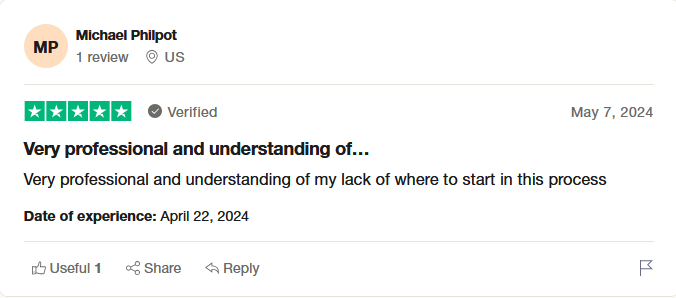 MP
Michael Philpot
1 review US
Verified May 7, 2024
Very professional and understanding of…
Very professional and understanding of my lack of where to start in this process
Date of experience: April 22, 2024
Useful 1 Share Reply